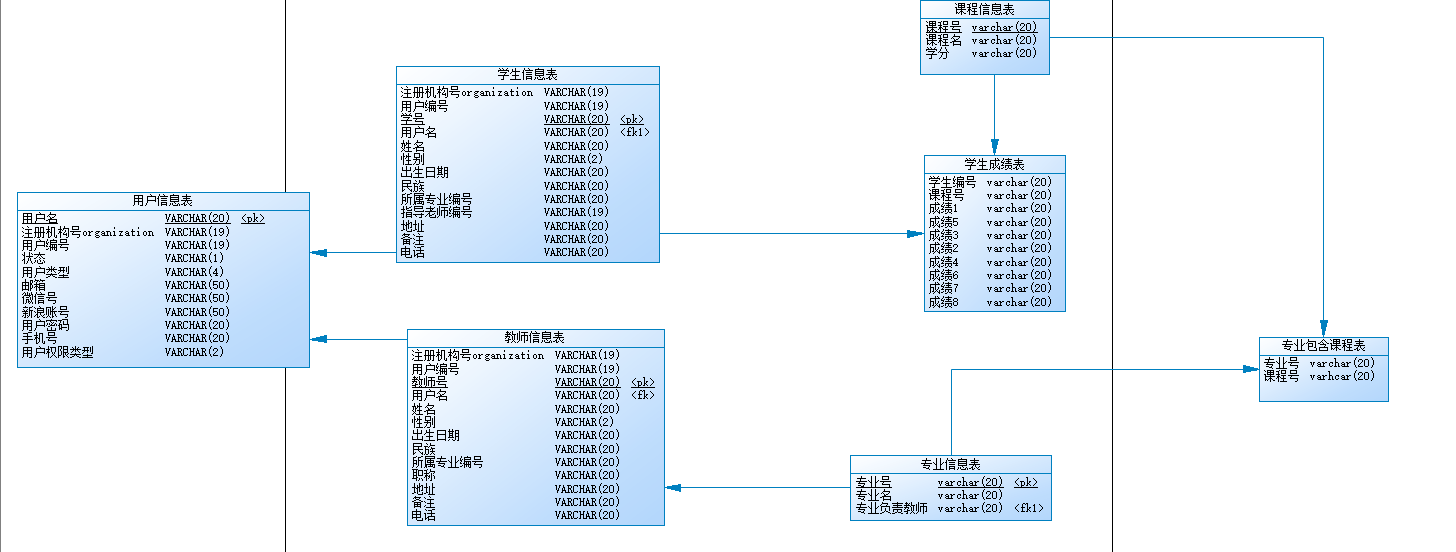 课程信息表
课程号 varchar(20)
课程名 varchar(20)
学分 varchar(20)
学生信息表
注册机构号organization VARCHAR(19)
用户编号 VARCHAR(19)
学号 VARCHAR(20) <pk>
用户名 VARCHAR(20) <fk1>
姓名 VARCHAR(20)
性别 VARCHAR(2)
出生日期 VARCHAR(20)
民族 VARCHAR(20)
所属专业编号 VARCHAR(20)
指导老师编号 VARCHAR(19)
地址 VARCHAR(20)
备注 VARCHAR(20)
电话 VARCHAR(20)
学生成绩表
学生编号 varchar(20)
课程号 varchar(20)
成绩1 varchar(20)
成绩5 varchar(20)
成绩3 varchar(20)
成绩2 varchar(20)
成绩4 varchar(20)
成绩6 varchar(20)
成绩7 varchar(20)
成绩8 varchar(20)
用户信息表
用户名 VARCHAR(20) <pk>
注册机构号organization VARCHAR(19)
用户编号 VARCHAR(19)
状态 VARCHAR(1)
用户类型 VARCHAR(4)
邮箱 VARCHAR(50)
微信号 VARCHAR(50)
新浪账号 VARCHAR(50)
用户密码 VARCHAR(20)
手机号 VARCHAR(20)
用户权限类型 VARCHAR(2)
教师信息表
注册机构号organization VARCHAR(19)
用户编号 VARCHAR(19)
教师号 VARCHAR(20) <pk>
用户名 VARCHAR(20) <fk>
姓名 VARCHAR(20)
性别 VARCHAR(2)
出生日期 VARCHAR(20)
民族 VARCHAR(20)
所属专业编号 VARCHAR(20)
职称 VARCHAR(20)
地址 VARCHAR(20)
备注 VARCHAR(20)
电话 VARCHAR(20)
专业包含课程表
专业号 varchar(20)
课程号 varhcar(20)
专业信息表
专业号 varchar(20) <pk>
专业名 varchar(20)
专业负责教师 varchar(20) <fk1>